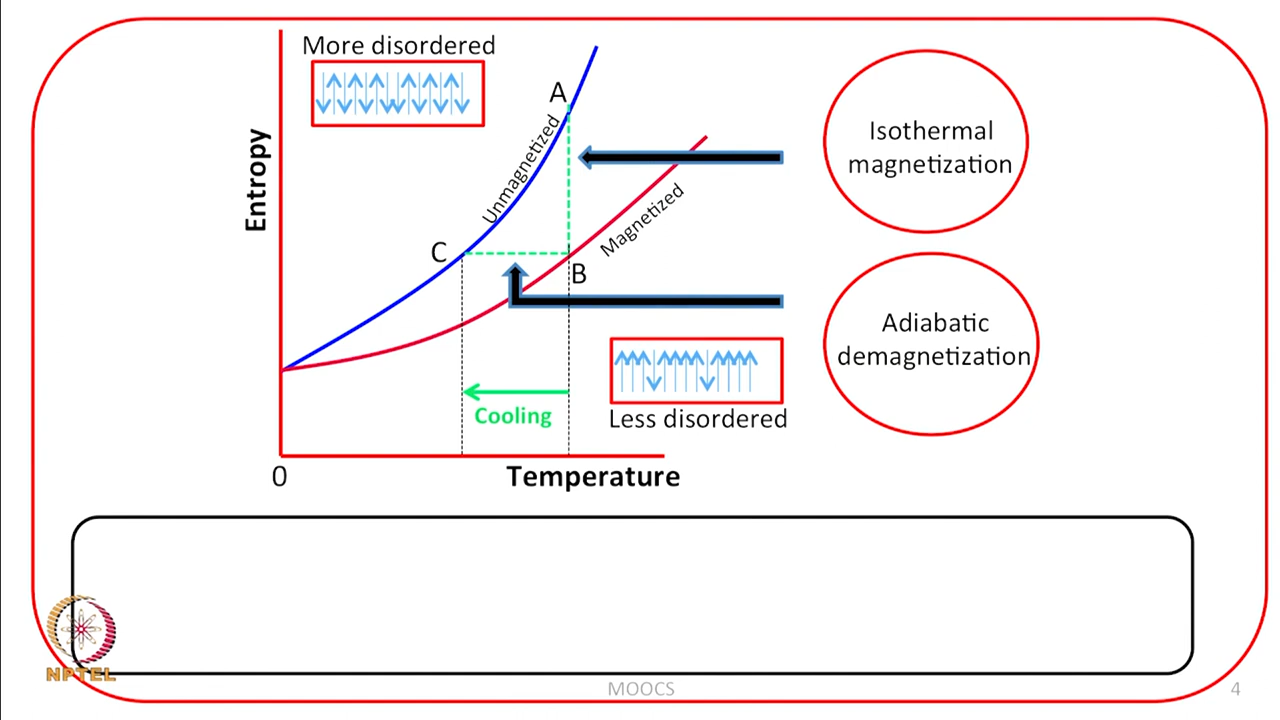 More disordered
A
Isothermal
magnetization
Unmagnetized
Entropy
Magnetized
C
B
Adiabatic
demagnetization
Cooling
Less disordered
0
Temperature
NPTEL
MOOCS
4